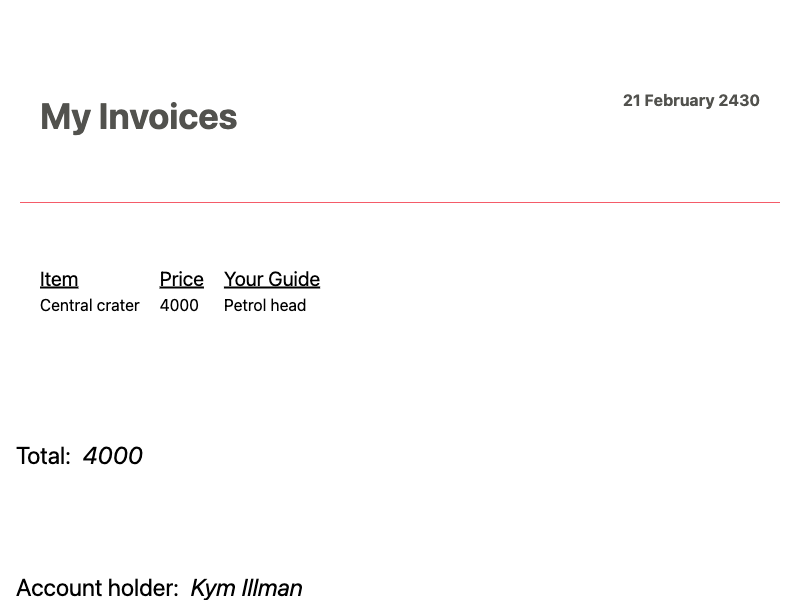 My Invoices
21 February 2430
Item Price Your Guide
Central crater 4000 Petrol head
Total: 4000
Account holder: Kym Illman